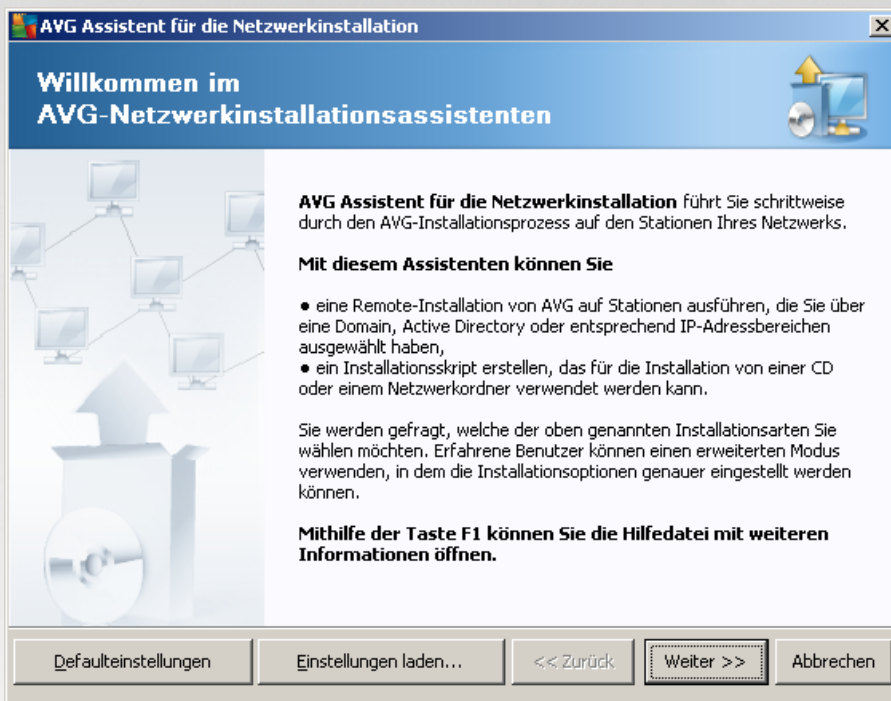 AVG Assistent für die Netzwerkinstallation
Willkommen im
AVG-Netzwerkinstallationsassistenten
AVG Assistent für die Netzwerkinstallation führt Sie schrittweise
durch den AVG-Installationsprozess auf den Stationen Ihres Netzwerks.
Mit diesem Assistenten können Sie
● eine Remote-Installation von AVG auf Stationen ausführen, die Sie über
eine Domain, Active Directory oder entsprechend IP-Adressbereichen
ausgewählt haben,
● ein Installationsskript erstellen, das für die Installation von einer CD
oder einem Netzwerkordner verwendet werden kann.
Sie werden gefragt, welche der oben genannten Installationsarten Sie
wählen möchten. Erfahrene Benutzer können einen erweiterten Modus
verwenden, in dem die Installationsoptionen genauer eingestellt werden
können.
Mithilfe der Taste F1 können Sie die Hilfedatei mit weiteren
Informationen öffnen.
Defaulteinstellungen
Einstellungen laden...
<< Zurück
Weiter >>
Abbrechen